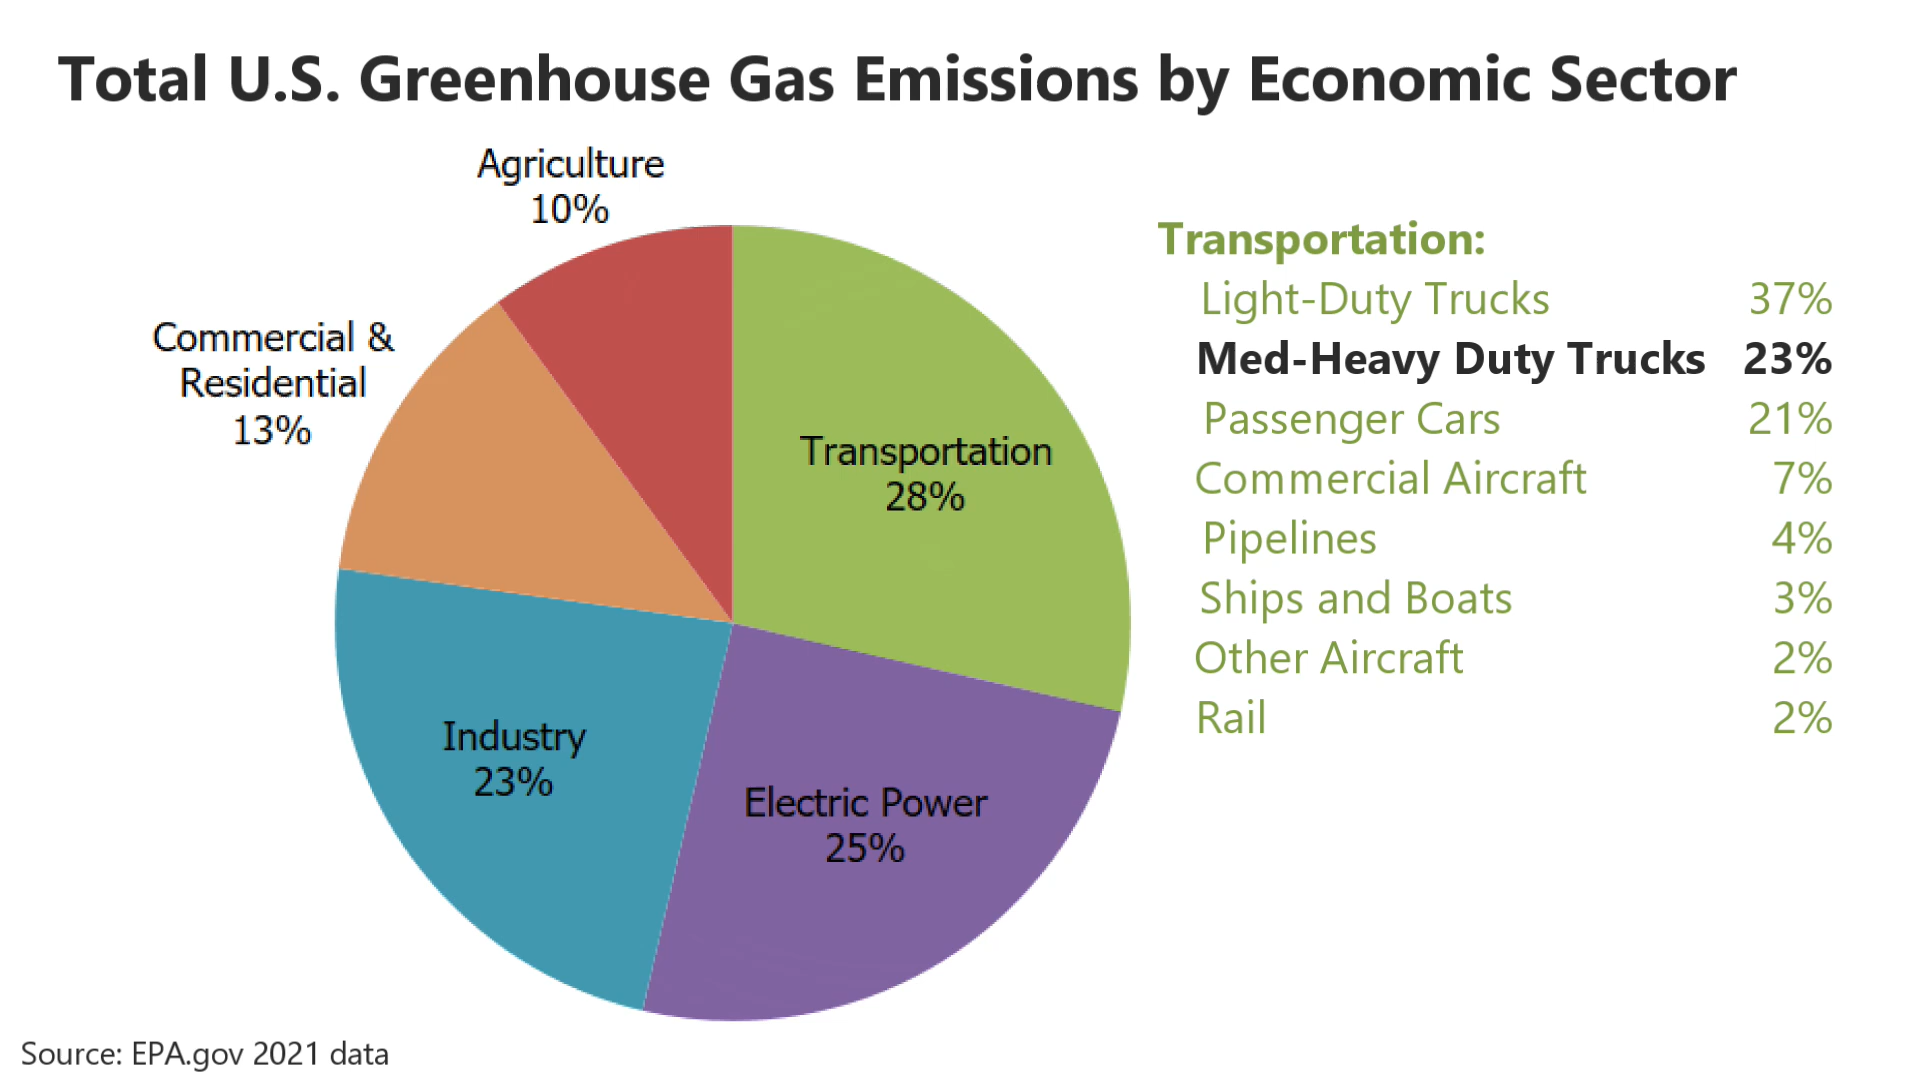 Total U.S. Greenhouse Gas Emissions by Economic Sector
Agriculture
10%
Commercial &
Residential
13%
Transportation
28%
Industry
23%
Electric Power
25%
Transportation:
Light-Duty Trucks 37%
Med-Heavy Duty Trucks 23%
Passenger Cars 21%
Commercial Aircraft 7%
Pipelines 4%
Ships and Boats 3%
Other Aircraft 2%
Rail 2%
Source: EPA.gov 2021 data